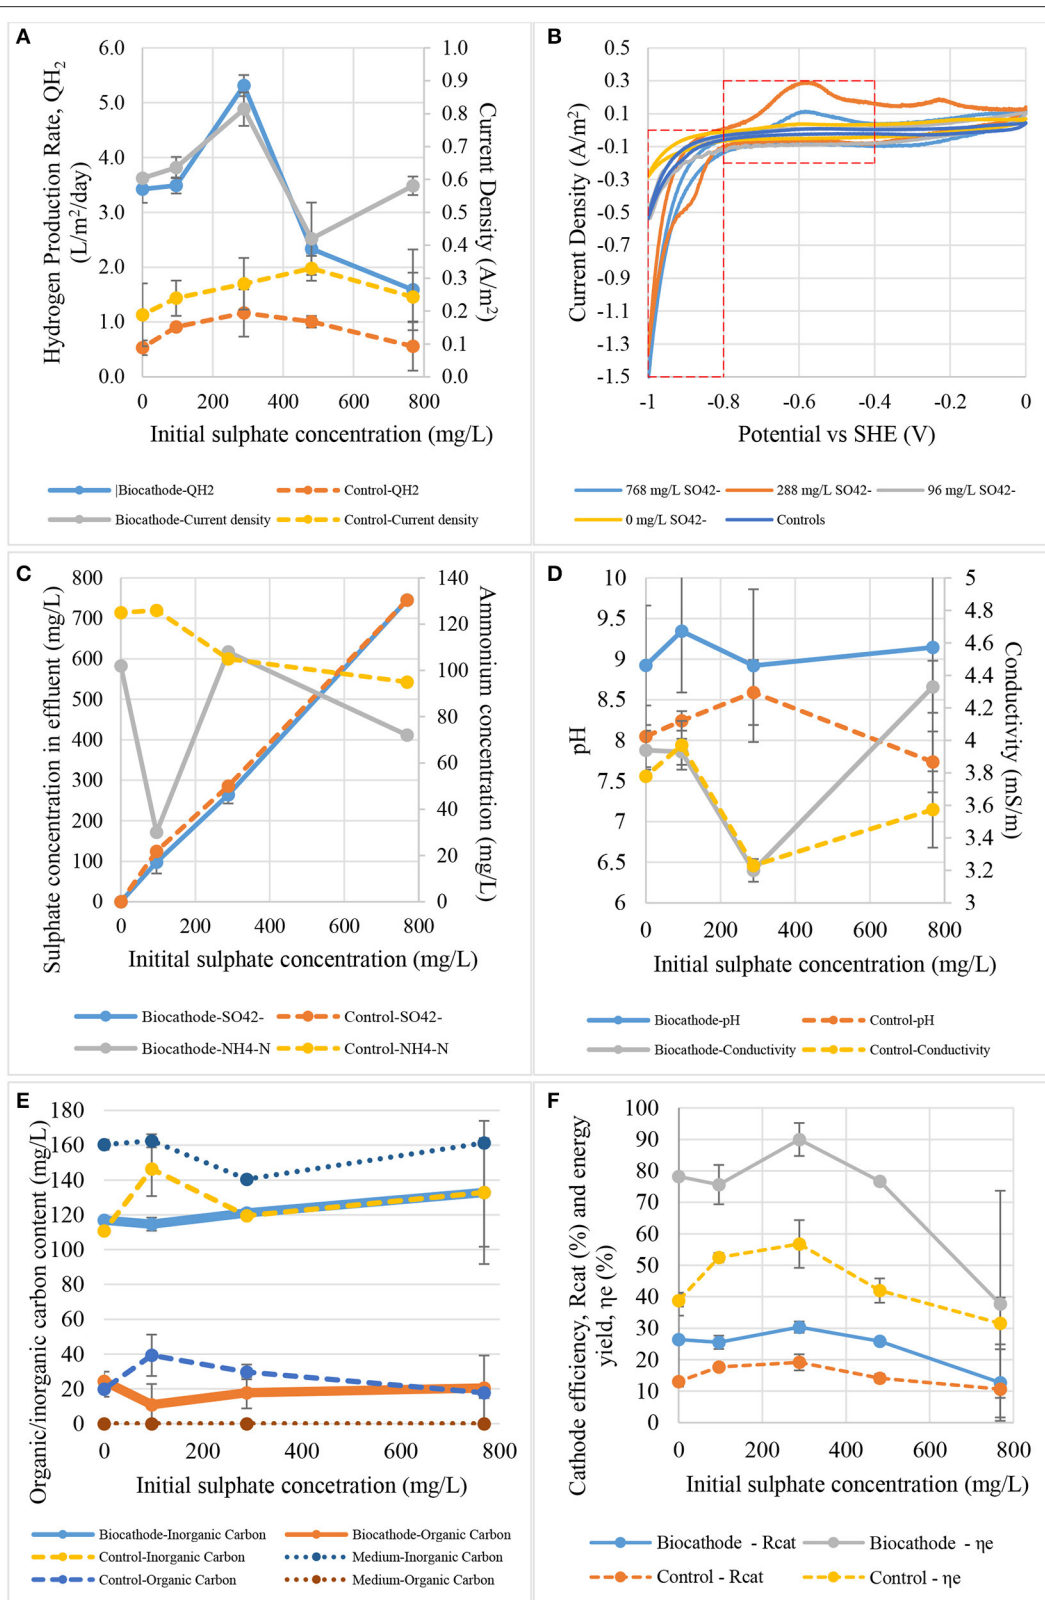 A
Hydrogen Production Rate, QH2
(L/m2/day)
6.0
5.0
4.0
3.0
2.0
1.0
0.0
1.0
0.9
0.8
0.7
0.6
0.5
0.4
0.3
0.2
0.1
0.0
Current Density (A/m2)
0 200 400 600 800
Initial sulphate concentration (mg/L)
|Biocathode-QH2 Control-QH2
Biocathode-Current density Control-Current density
B
Current Density (A/m2)
0.5
0.3
0.1
-0.1
-0.3
-0.5
-0.7
-0.9
-1.1
-1.3
-1.5
-1 -0.8 -0.6 -0.4 -0.2 0
Potential vs SHE (V)
768 mg/L SO42- 288 mg/L SO42- 96 mg/L SO42-
0 mg/L SO42- Controls
C
Sulphate concentration in effluent (mg/L)
800
700
600
500
400
300
200
100
0
140
120
100
80
60
40
20
0
Ammonium concentration
(mg/L)
0 200 400 600 800
Initital sulphate concentration (mg/L)
Biocathode-SO42- Control-SO42-
Biocathode-NH4-N Control-NH4-N
D
pH
10
9.5
9
8.5
8
7.5
7
6.5
6
5
4.8
4.6
4.4
4.2
4
3.8
3.6
3.4
3.2
3
Conductivity (mS/m)
0 200 400 600 800
Initial sulphate concentration (mg/L)
Biocathode-pH Control-pH
Biocathode-Conductivity Control-Conductivity
E
Organic/inorganic carbon content (mg/L)
180
160
140
120
100
80
60
40
20
0
0 200 400 600 800
Initial sulphate concetration (mg/L)
Biocathode-Inorganic Carbon Biocathode-Organic Carbon
Control-Inorganic Carbon Medium-Inorganic Carbon
Control-Organic Carbon Medium-Organic Carbon
F
Cathode efficiency, Rcat (%) and energy
yield, ηe (%)
100
90
80
70
60
50
40
30
20
10
0
0 200 400 600 800
Initial sulphate concentration (mg/L)
Biocathode - Rcat Biocathode - ηe
Control - Rcat Control - ηe